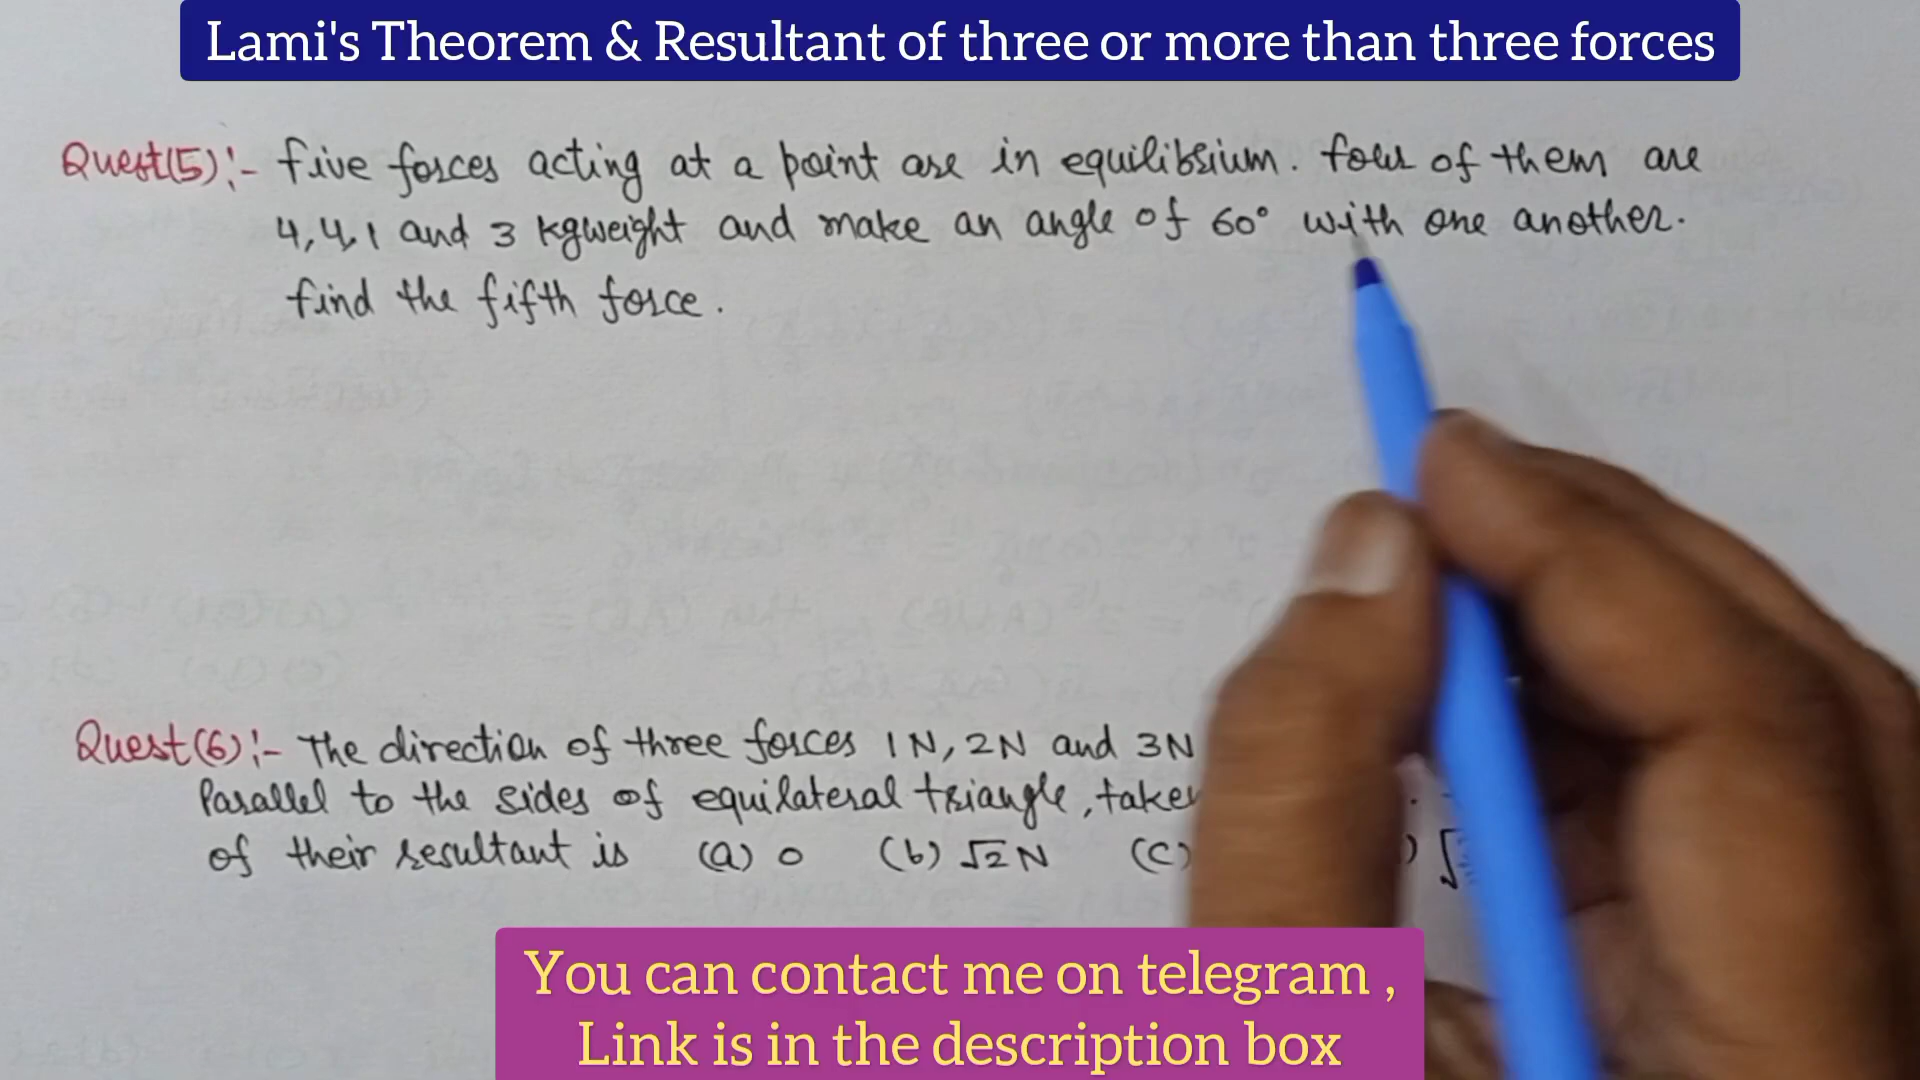 Lami's Theorem & Resultant of three or more than three forces
Quest(5):- five forces acting at a point are in equilibrium. four of them are
4,4,1 and 3 kgweight and make an angle of 60° with one another.
find the fifth force.
Quest(6):- The direction of three forces 1N, 2N and 3N
Parallel to the sides of equilateral triangle, taken
of their resultant is (a) 0 (b) √2 N (c)
You can contact me on telegram ,
Link is in the description box